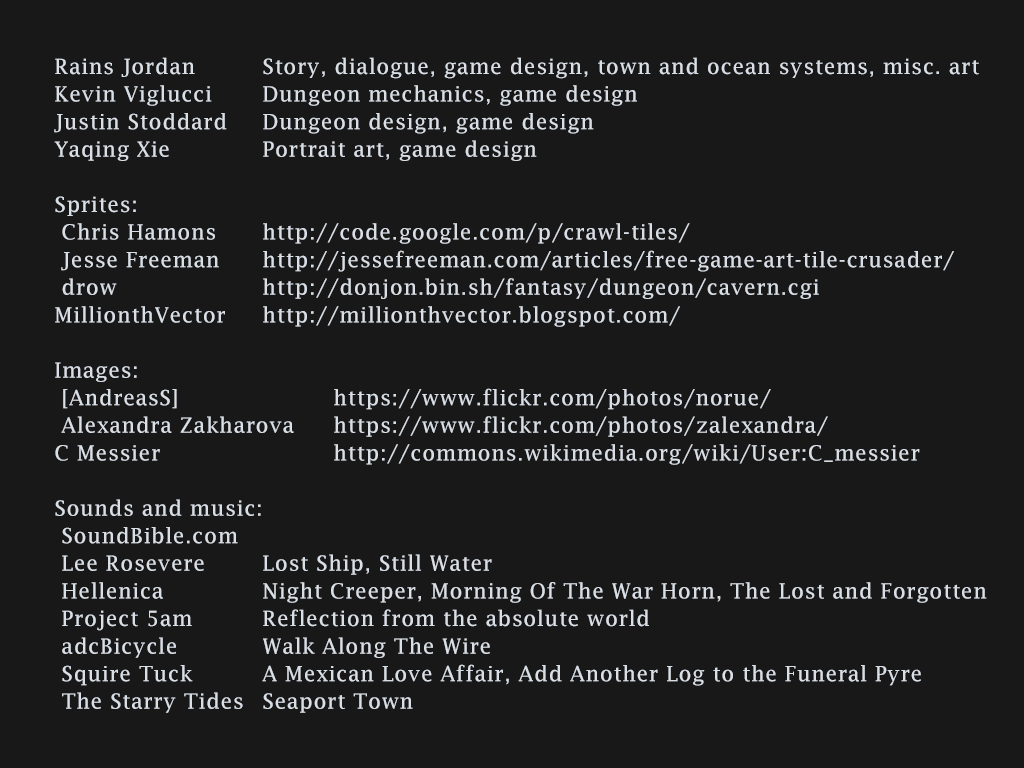 Rains Jordan Story, dialogue, game design, town and ocean systems, misc. art
Kevin Viglucci Dungeon mechanics, game design
Justin Stoddard Dungeon design, game design
Yaqing Xie Portrait art, game design
Sprites:
Chris Hamons http://code.google.com/p/crawl-tiles/
Jesse Freeman http://jessefreeman.com/articles/free-game-art-tile-crusader/
drow http://donjon.bin.sh/fantasy/dungeon/cavern.cgi
MillionthVector http://millionthvector.blogspot.com/
Images:
[AndreasS] https://www.flickr.com/photos/norue/
Alexandra Zakharova https://www.flickr.com/photos/zalexandra/
C Messier http://commons.wikimedia.org/wiki/User:C_messier
Sounds and music:
SoundBible.com
Lee Rosevere Lost Ship, Still Water
Hellenica Night Creeper, Morning Of The War Horn, The Lost and Forgotten
Project 5am Reflection from the absolute world
adcBicycle Walk Along The Wire
Squire Tuck A Mexican Love Affair, Add Another Log to the Funeral Pyre
The Starry Tides Seaport Town